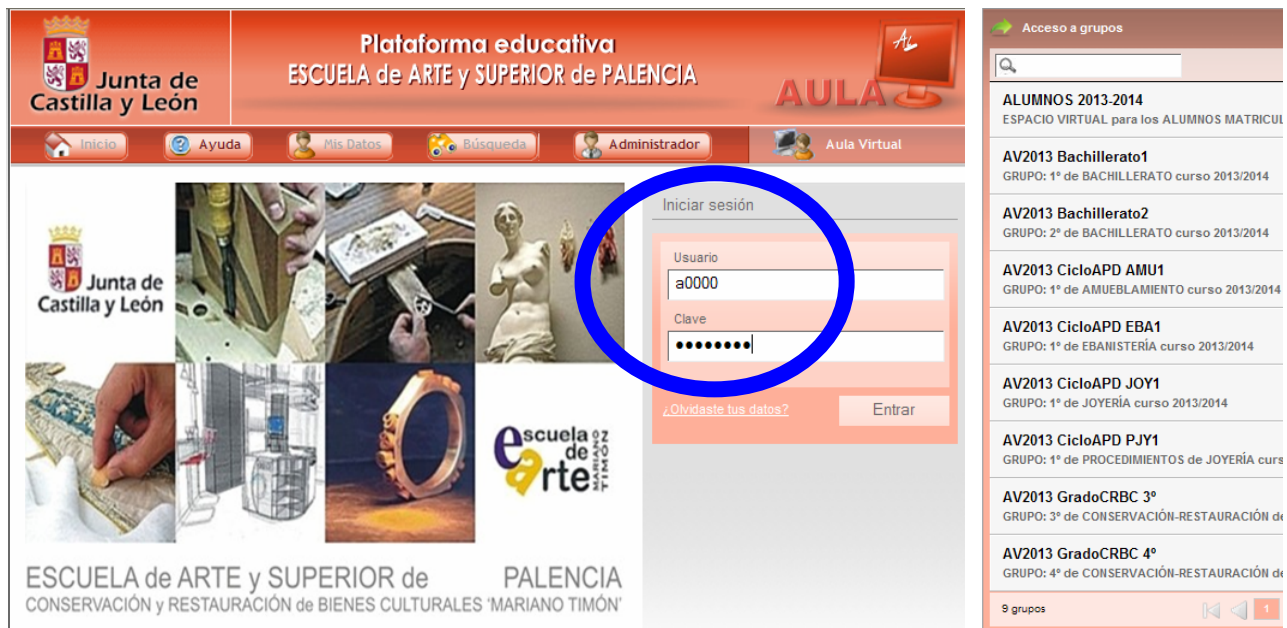 Junta de
Castilla y León
Plataforma educativa
ESCUELA de ARTE y SUPERIOR de PALENCIA
AL
AULA
Inicio
Ayuda
Mis Datos
Búsqueda
Administrador
Aula Virtual
Junta de
Castilla y León
escuela
de
arte
MARIANO
TIMÓN
ESCUELA de ARTE y SUPERIOR de PALENCIA
CONSERVACIÓN y RESTAURACIÓN de BIENES CULTURALES 'MARIANO TIMÓN'
Iniciar sesión
Usuario
a0000
Clave
••••••••
¿Olvidaste tus datos?
Entrar
Acceso a grupos
ALUMNOS 2013-2014
ESPACIO VIRTUAL para los ALUMNOS MATRICUL
AV2013 Bachillerato1
GRUPO: 1º de BACHILLERATO curso 2013/2014
AV2013 Bachillerato2
GRUPO: 2º de BACHILLERATO curso 2013/2014
AV2013 CicloAPD AMU1
GRUPO: 1º de AMUEBLAMIENTO curso 2013/2014
AV2013 CicloAPD EBA1
GRUPO: 1º de EBANISTERÍA curso 2013/2014
AV2013 CicloAPD JOY1
GRUPO: 1º de JOYERÍA curso 2013/2014
AV2013 CicloAPD PJY1
GRUPO: 1º de PROCEDIMIENTOS de JOYERÍA curs
AV2013 GradoCRBC 3º
GRUPO: 3º de CONSERVACIÓN-RESTAURACIÓN de
AV2013 GradoCRBC 4º
GRUPO: 4º de CONSERVACIÓN-RESTAURACIÓN de
9 grupos
1